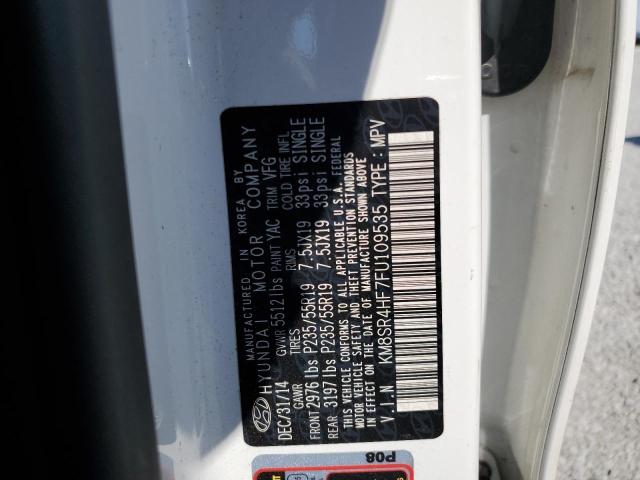 MANUFACTURED IN KOREA BY
HYUNDAI MOTOR COMPANY
DEC/31/14 GVWR 5512 lbs PAINT YAC TRIM VFG
GAWR TIRES RIMS COLD TIRE INFL
FRONT 2976 lbs P235/55R19 7.5JX19 33psi SINGLE
REAR 3197 lbs P235/55R19 7.5JX19 33psi SINGLE
THIS VEHICLE CONFORMS TO ALL APPLICABLE U.S.A. FEDERAL
MOTOR VEHICLE SAFETY, THEFT PREVENTION STANDARDS
IN EFFECT ON THE DATE OF MANUFACTURE SHOWN ABOVE
V.I.N : KM8SR4HF7FU109535 TYPE : MPV
P08